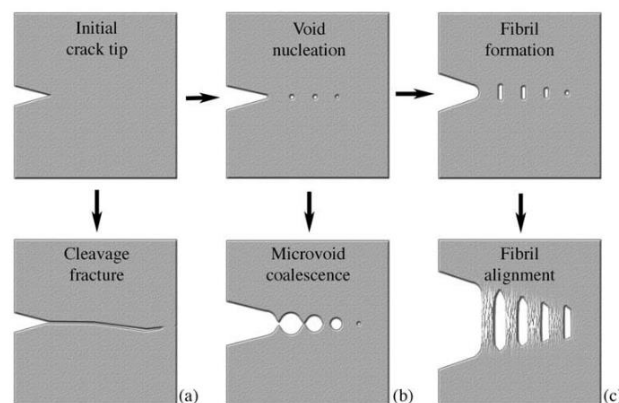 Initial
crack tip
Void
nucleation
Fibril
formation
Cleavage
fracture
(a)
Microvoid
coalescence
(b)
Fibril
alignment
(c)